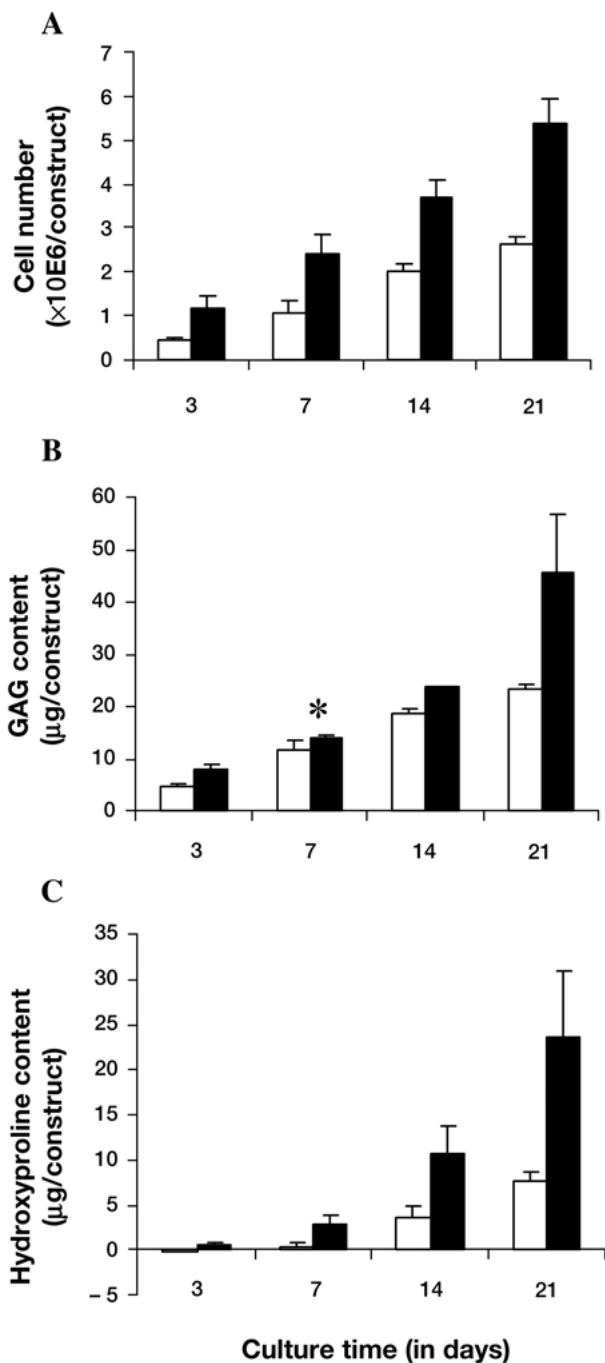 A
Cell number
(×10E6/construct)
7
6
5
4
3
2
1
0
3 7 14 21
B
GAG content
(µg/construct)
60
50
40
30
20
10
0
*
3 7 14 21
C
Hydroxyproline content
(µg/construct)
35
30
25
20
15
10
5
0
– 5
3 7 14 21
Culture time (in days)